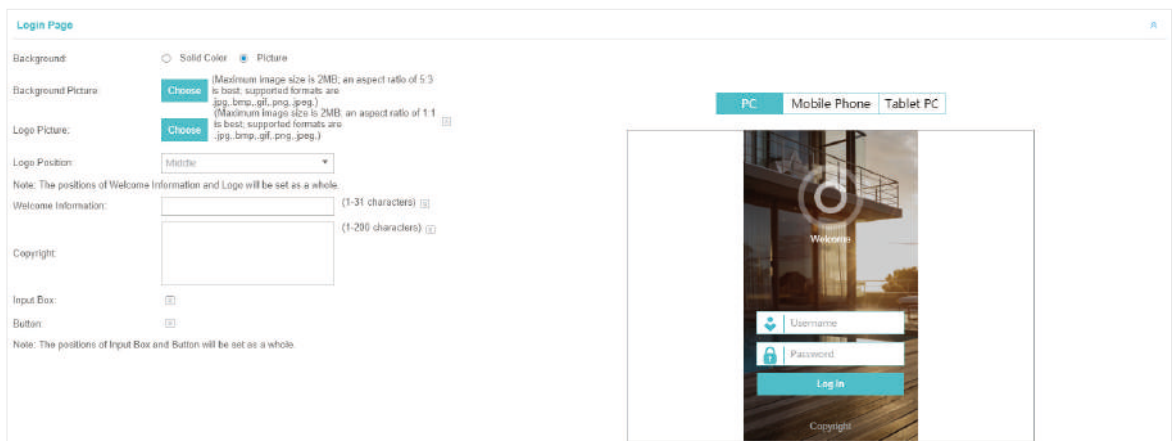 Login Page
Background:
Solid Color
Picture
Background Picture:
Choose
(Maximum image size is 2MB; an aspect ratio of 5:3
is best; supported formats are
.jpg,.bmp,.gif,.png,.jpeg.)
Logo Picture:
Choose
(Maximum image size is 2MB; an aspect ratio of 1:1
is best; supported formats are
.jpg,.bmp,.gif,.png,.jpeg.)
Logo Position:
Middle
Note: The positions of Welcome Information and Logo will be set as a whole.
Welcome Information:
(1-31 characters)
Copyright:
(1-200 characters)
Input Box:
Button:
Note: The positions of Input Box and Button will be set as a whole.
PC
Mobile Phone
Tablet PC
Welcome
Username
Password
Log In
Copyright